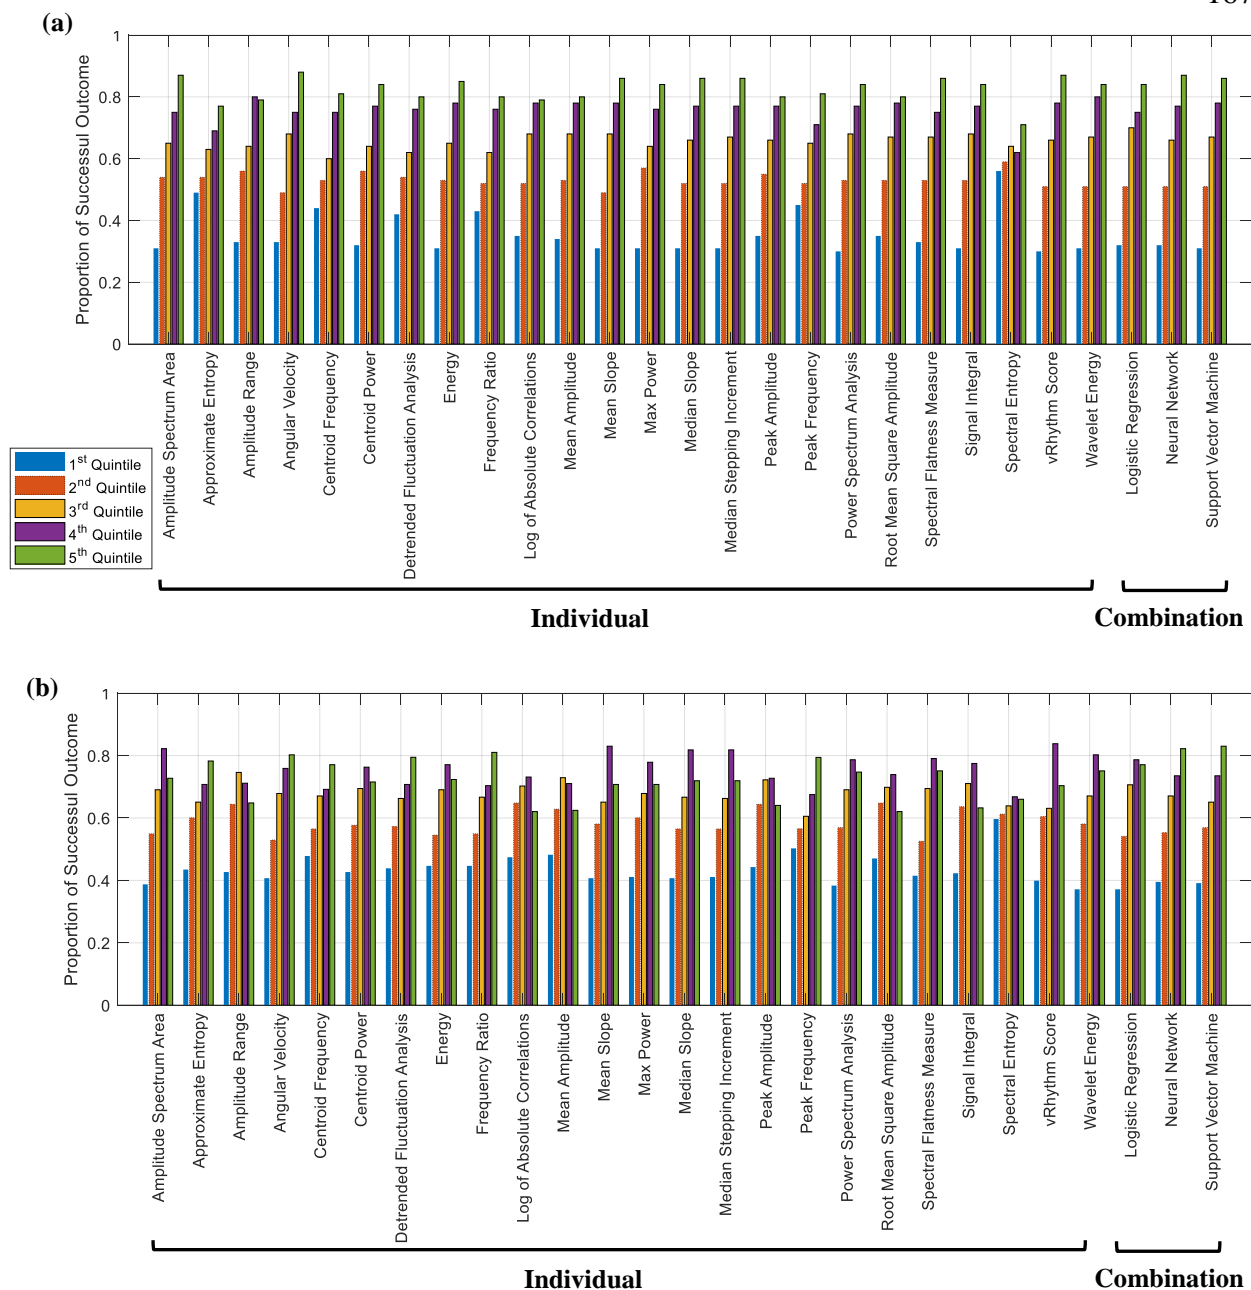 (a)
1
0.8
0.6
0.4
0.2
0
Proportion of Successul Outcome
Amplitude Spectrum Area
Approximate Entropy
Amplitude Range
Angular Velocity
Centroid Frequency
Centroid Power
Detrended Fluctuation Analysis
Energy
Frequency Ratio
Log of Absolute Correlations
Mean Amplitude
Mean Slope
Max Power
Median Slope
Median Stepping Increment
Peak Amplitude
Peak Frequency
Power Spectrum Analysis
Root Mean Square Amplitude
Spectral Flatness Measure
Signal Integral
Spectral Entropy
vRhythm Score
Wavelet Energy
Logistic Regression
Neural Network
Support Vector Machine
1st Quintile
2nd Quintile
3rd Quintile
4th Quintile
5th Quintile
Individual
Combination
(b)
1
0.8
0.6
0.4
0.2
0
Proportion of Successul Outcome
Amplitude Spectrum Area
Approximate Entropy
Amplitude Range
Angular Velocity
Centroid Frequency
Centroid Power
Detrended Fluctuation Analysis
Energy
Frequency Ratio
Log of Absolute Correlations
Mean Amplitude
Mean Slope
Max Power
Median Slope
Median Stepping Increment
Peak Amplitude
Peak Frequency
Power Spectrum Analysis
Root Mean Square Amplitude
Spectral Flatness Measure
Signal Integral
Spectral Entropy
vRhythm Score
Wavelet Energy
Logistic Regression
Neural Network
Support Vector Machine
Individual
Combination